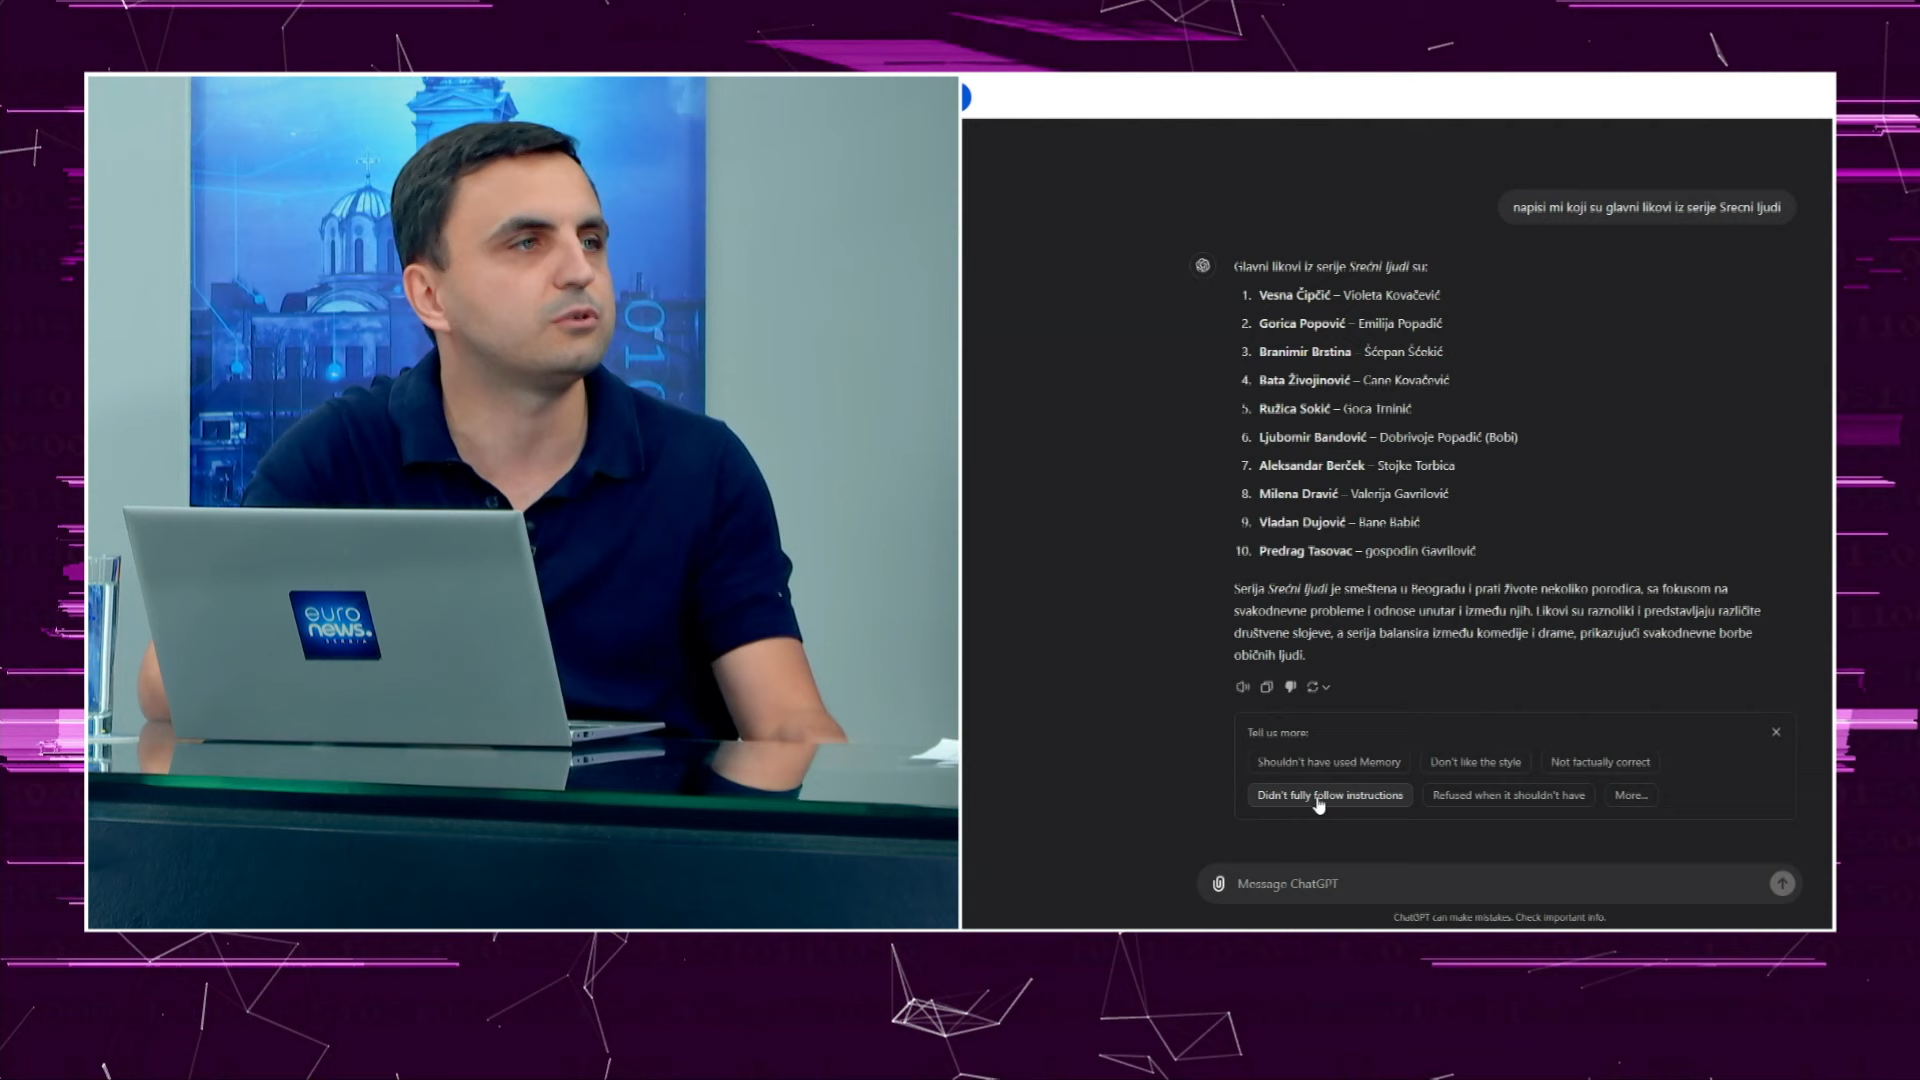 euro
news.
SERBIA
010
napisi mi koji su glavni likovi iz serije Srecni ljudi
Glavni likovi iz serije Srećni ljudi su:
1. Vesna Čipčić – Violeta Kovačević
2. Gorica Popović – Emilija Popadić
3. Branimir Brstina – Šćepan Šćekić
4. Bata Živojinović – Cane Kovačević
5. Ružica Sokić – Goca Trninić
6. Ljubomir Bandović – Dobrivoje Popadić (Bobi)
7. Aleksandar Berček – Stojke Torbica
8. Milena Dravić – Valerija Gavrilović
9. Vladan Dujović – Bane Babić
10. Predrag Tasovac – gospodin Gavrilović
Serija Srećni ljudi je smeštena u Beogradu i prati živote nekoliko porodica, sa fokusom na
svakodnevne probleme i odnose unutar i između njih. Likovi su raznoliki i predstavljaju različite
društvene slojeve, a serija balansira između komedije i drame, prikazujući svakodnevne borbe
običnih ljudi.
Tell us more:
Shouldn't have used Memory Don't like the style Not factually correct
Didn't fully follow instructions Refused when it shouldn't have More...
Message ChatGPT
ChatGPT can make mistakes. Check important info.